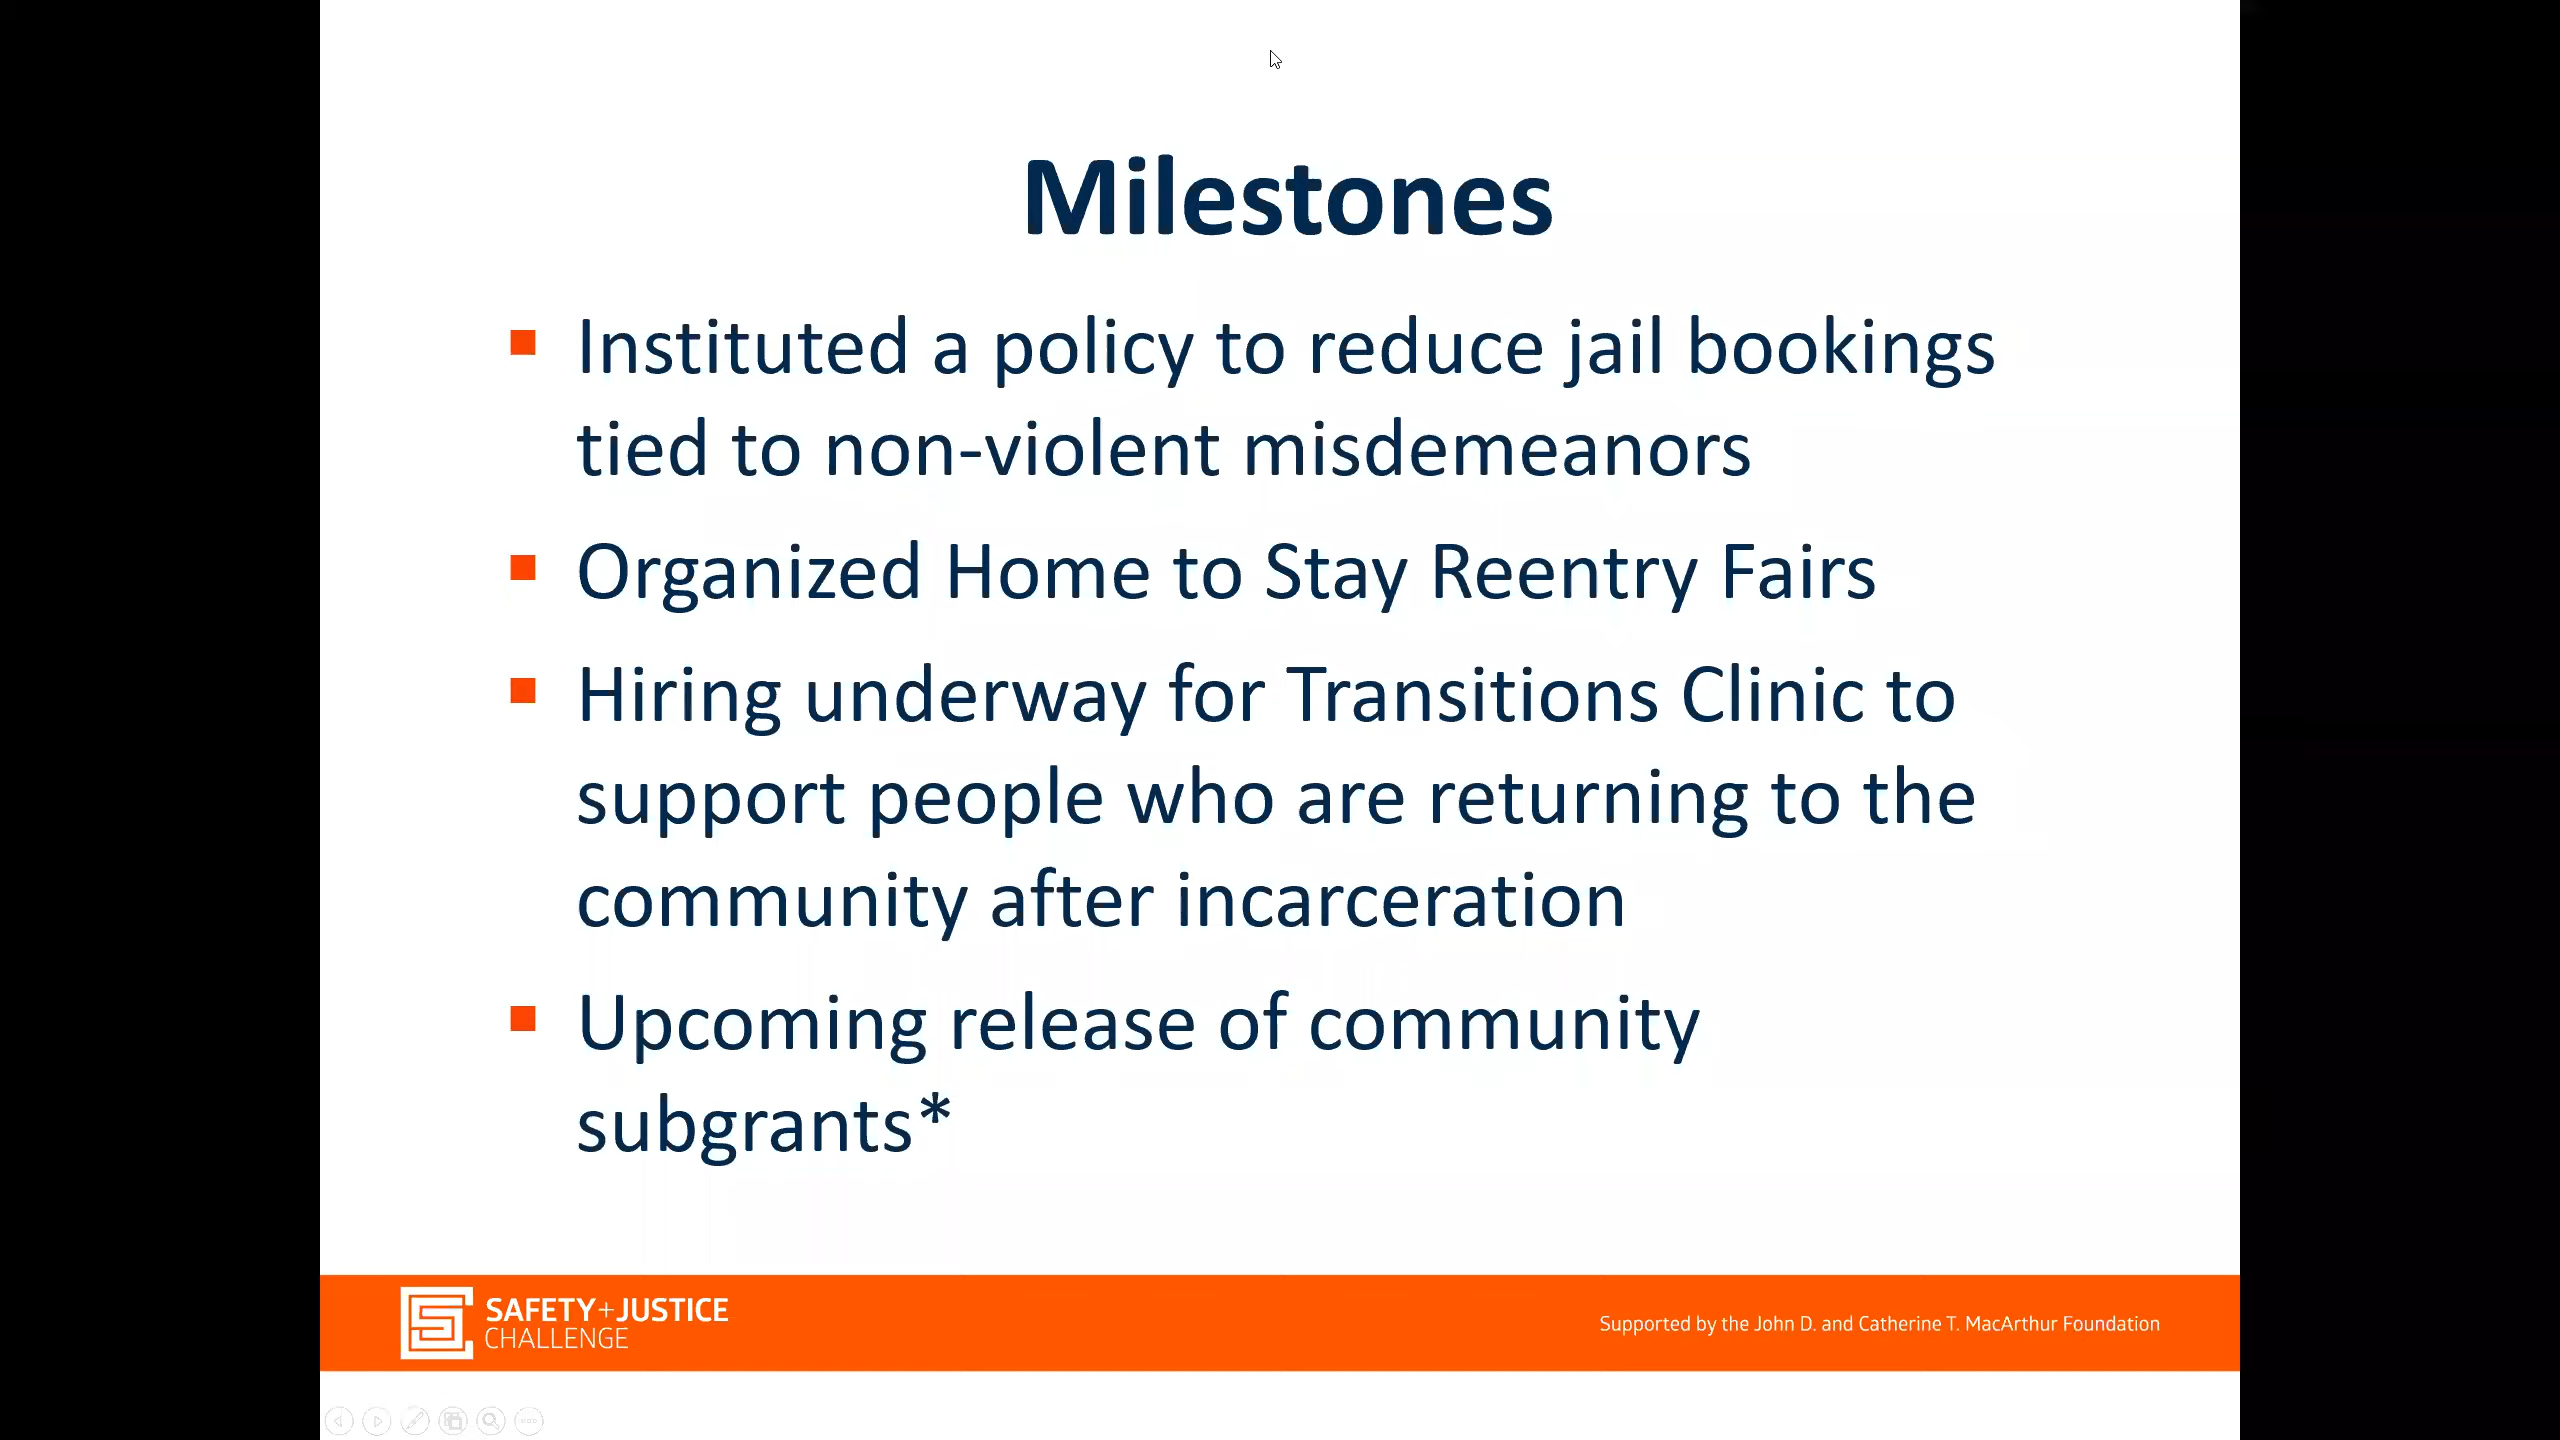 Milestones
Instituted a policy to reduce jail bookings
tied to non-violent misdemeanors
Organized Home to Stay Reentry Fairs
Hiring underway for Transitions Clinic to
support people who are returning to the
community after incarceration
Upcoming release of community
subgrants*
SAFETY+JUSTICE
CHALLENGE
Supported by the John D. and Catherine T. MacArthur Foundation